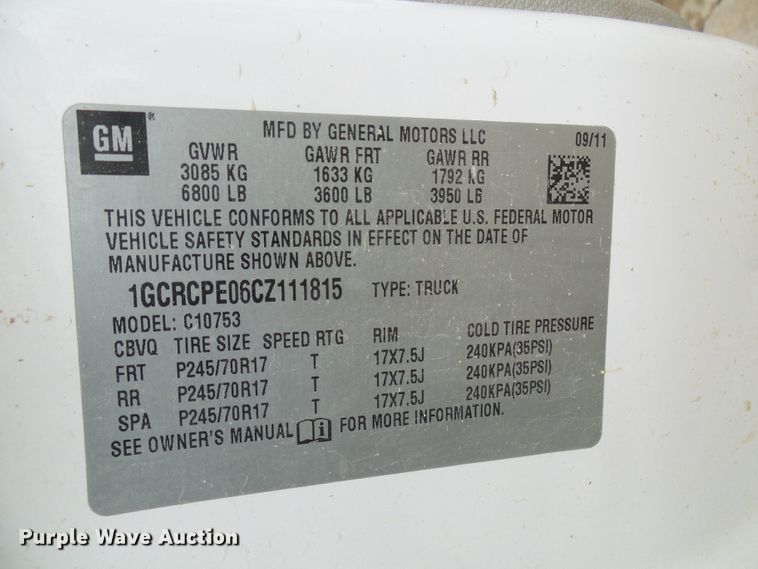 GM
MFD BY GENERAL MOTORS LLC 09/11
GVWR GAWR FRT GAWR RR
3085 KG 1633 KG 1792 KG
6800 LB 3600 LB 3950 LB
THIS VEHICLE CONFORMS TO ALL APPLICABLE U.S. FEDERAL MOTOR
VEHICLE SAFETY STANDARDS IN EFFECT ON THE DATE OF
MANUFACTURE SHOWN ABOVE.
1GCRCPE06CZ111815 TYPE: TRUCK
MODEL: C10753
CBVQ TIRE SIZE SPEED RTG RIM COLD TIRE PRESSURE
FRT P245/70R17 T 17X7.5J 240KPA(35PSI)
RR P245/70R17 T 17X7.5J 240KPA(35PSI)
SPA P245/70R17 T 17X7.5J 240KPA(35PSI)
SEE OWNER'S MANUAL FOR MORE INFORMATION.
Purple Wave Auction